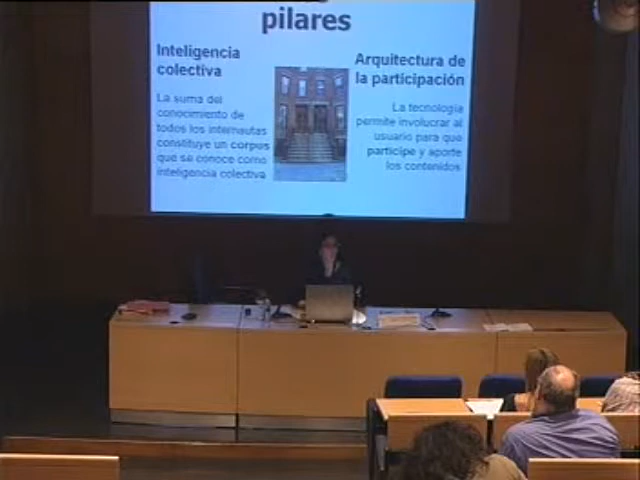 pilares
Inteligencia
colectiva
La suma del
conocimiento de
todos los internautas
constituye un corpus
que se conoce como
inteligencia colectiva
Arquitectura de
la participación
La tecnología
permite involucrar al
usuario para que
participe y aporte
los contenidos